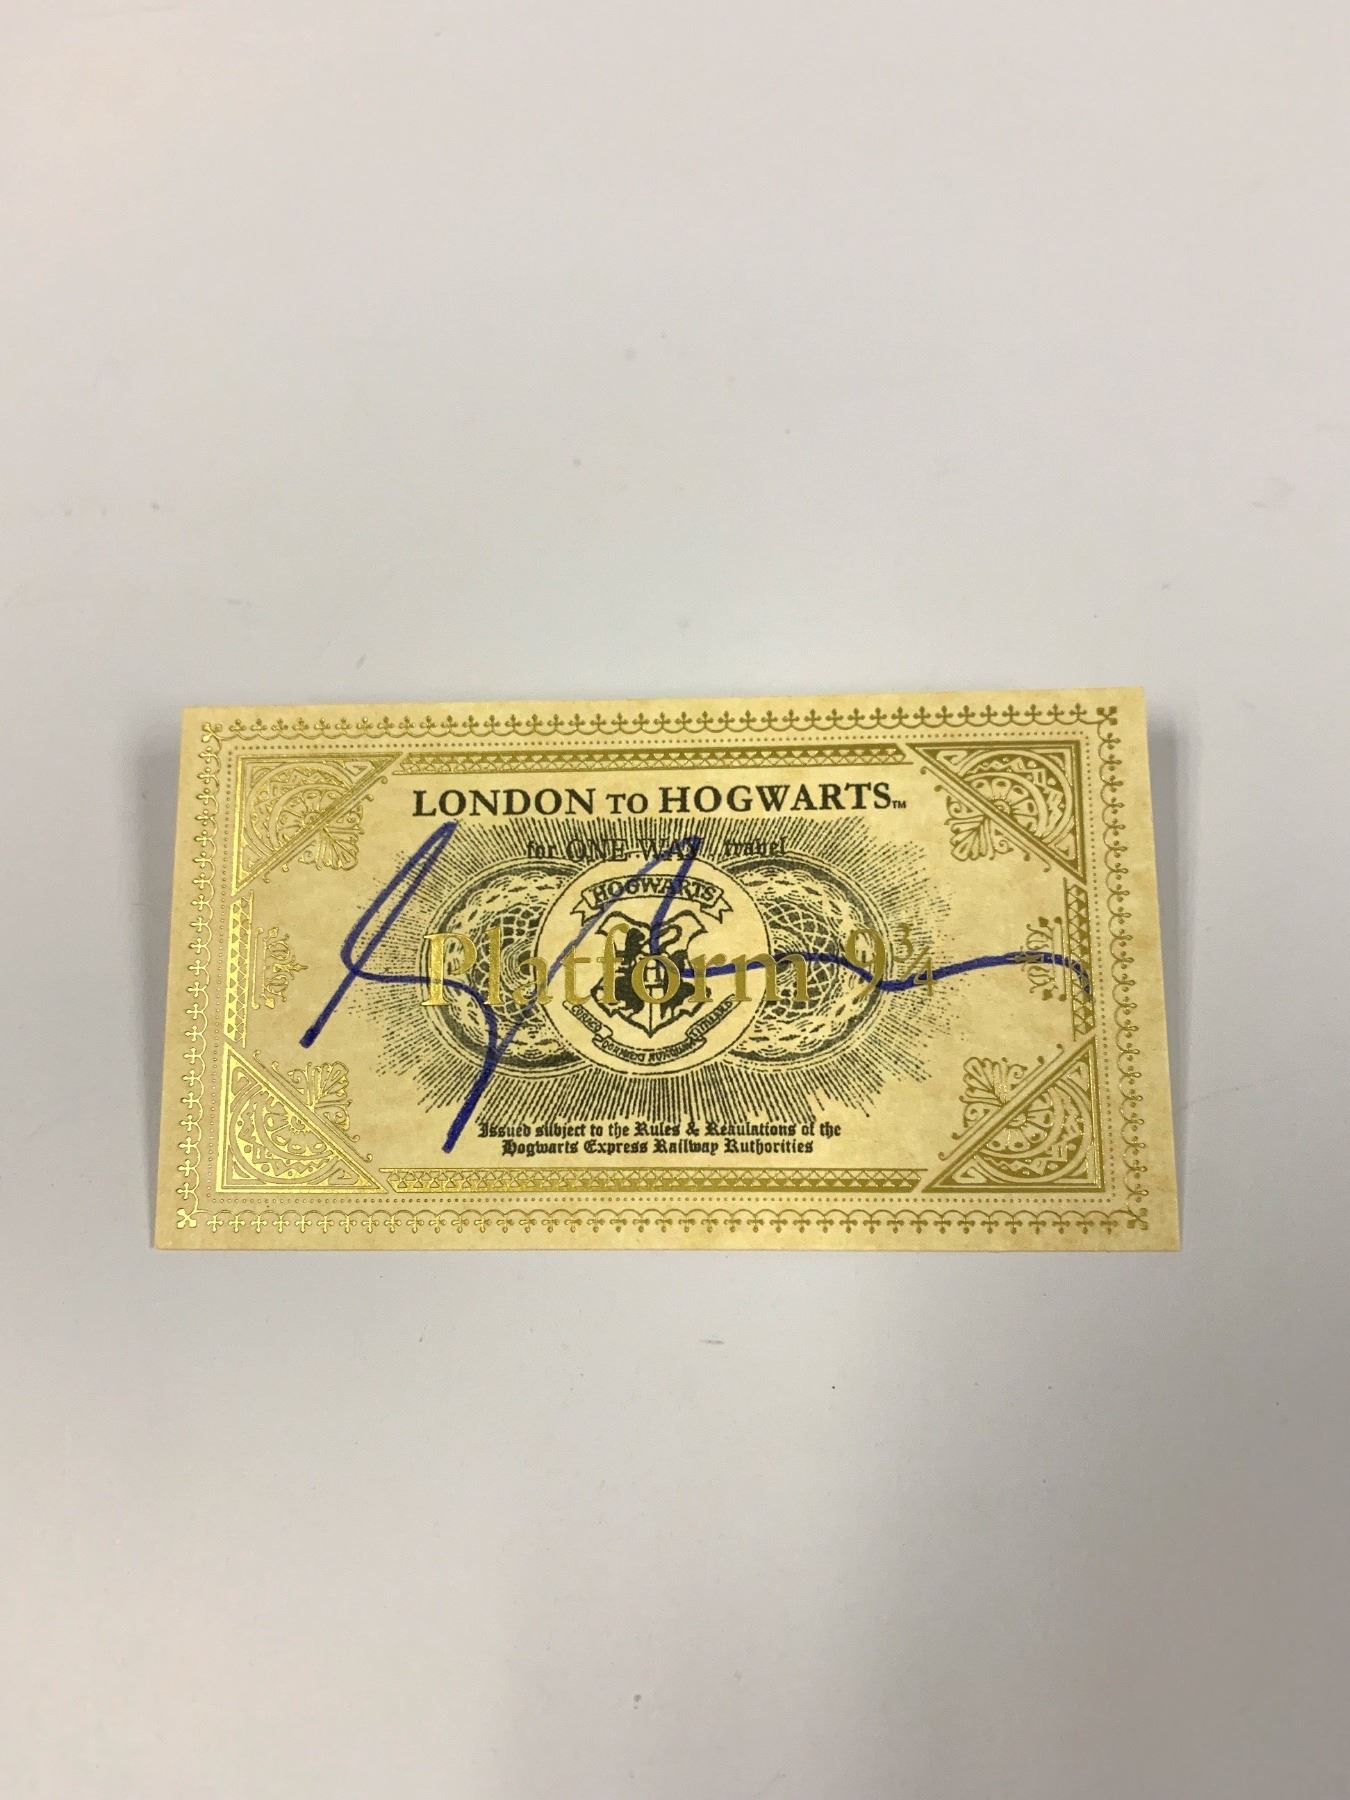 LONDON TO HOGWARTS™
for ONE WAY travel
HOGWARTS
Platform 9¾
H
Issued subject to the Rules & Regulations of the
Hogwarts Express Railway Authorities